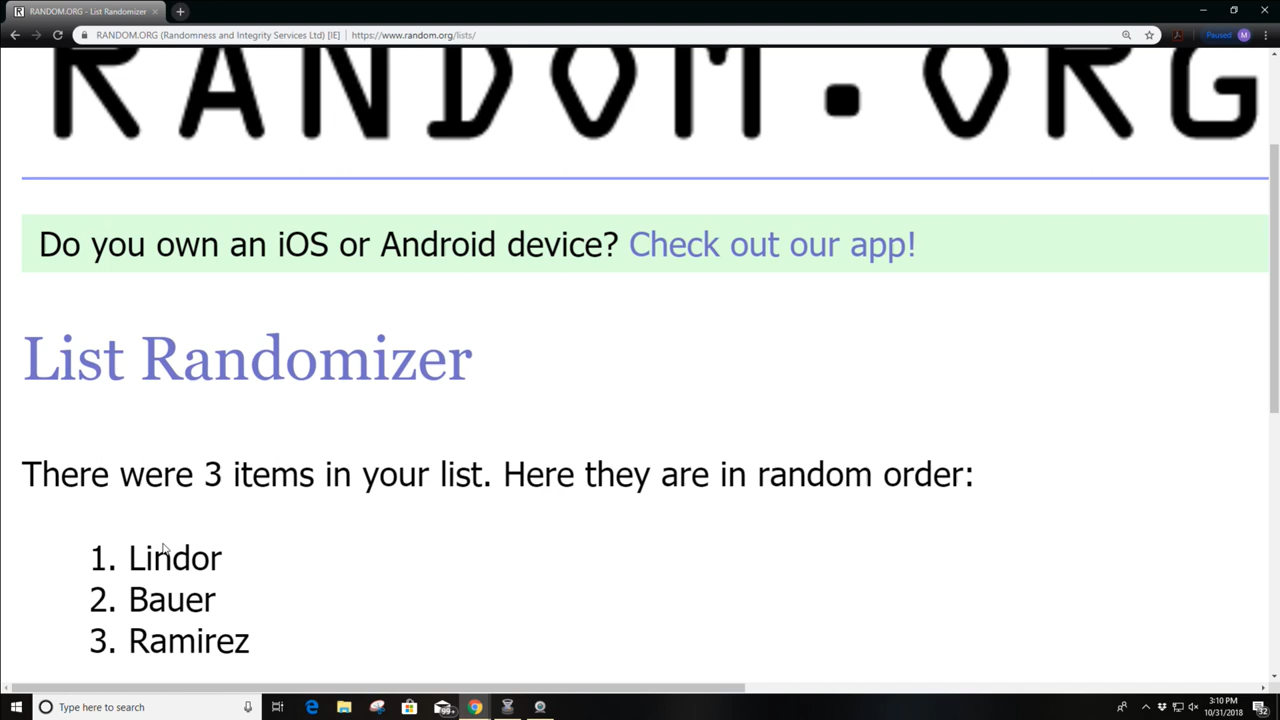 RANDOM.ORG - List Randomizer
RANDOM.ORG (Randomness and Integrity Services Ltd) [IE] https://www.random.org/lists/
Paused M
RANDOM.ORG
Do you own an iOS or Android device? Check out our app!
List Randomizer
There were 3 items in your list. Here they are in random order:
1. Lindor
2. Bauer
3. Ramirez
Type here to search
99+
3:10 PM
10/31/2018
32